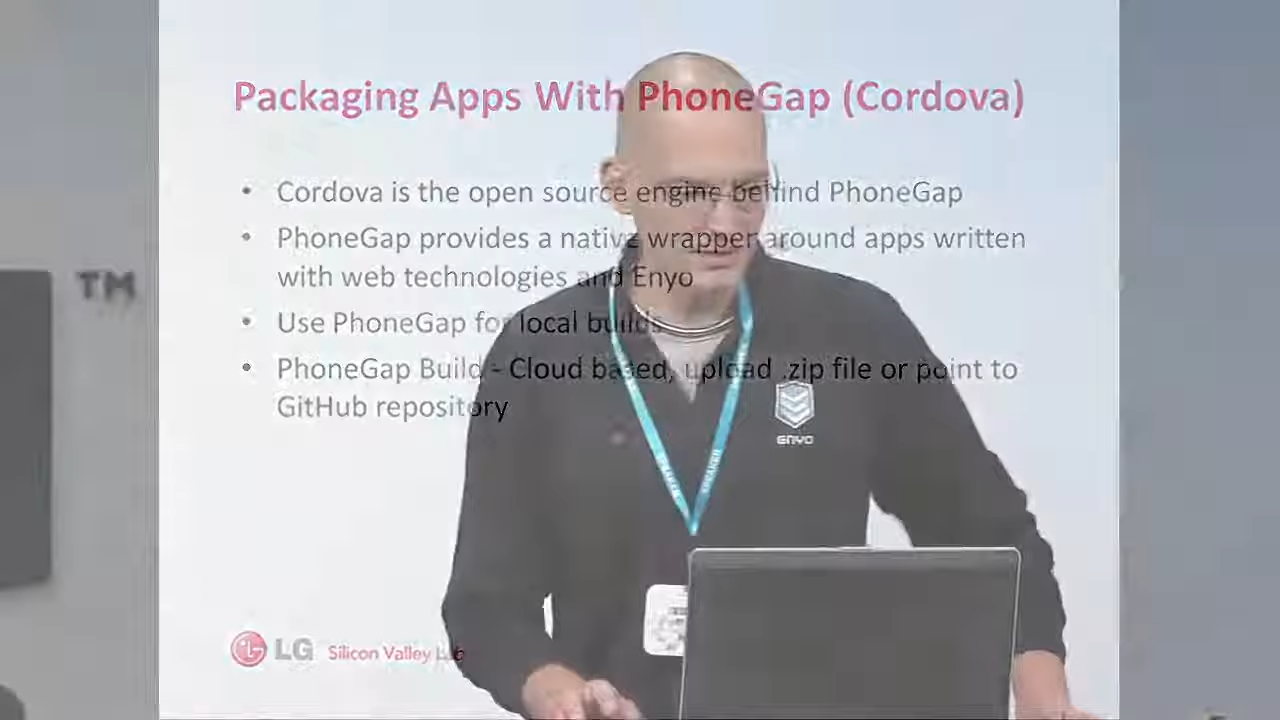 Packaging Apps With PhoneGap (Cordova)
• Cordova is the open source engine behind PhoneGap
• PhoneGap provides a native wrapper around apps written
with web technologies and Enyo
• Use PhoneGap for local builds
• PhoneGap Build - Cloud based, upload .zip file or point to
GitHub repository
TM
ENYO
SPEAKER
LG Silicon Valley Lab